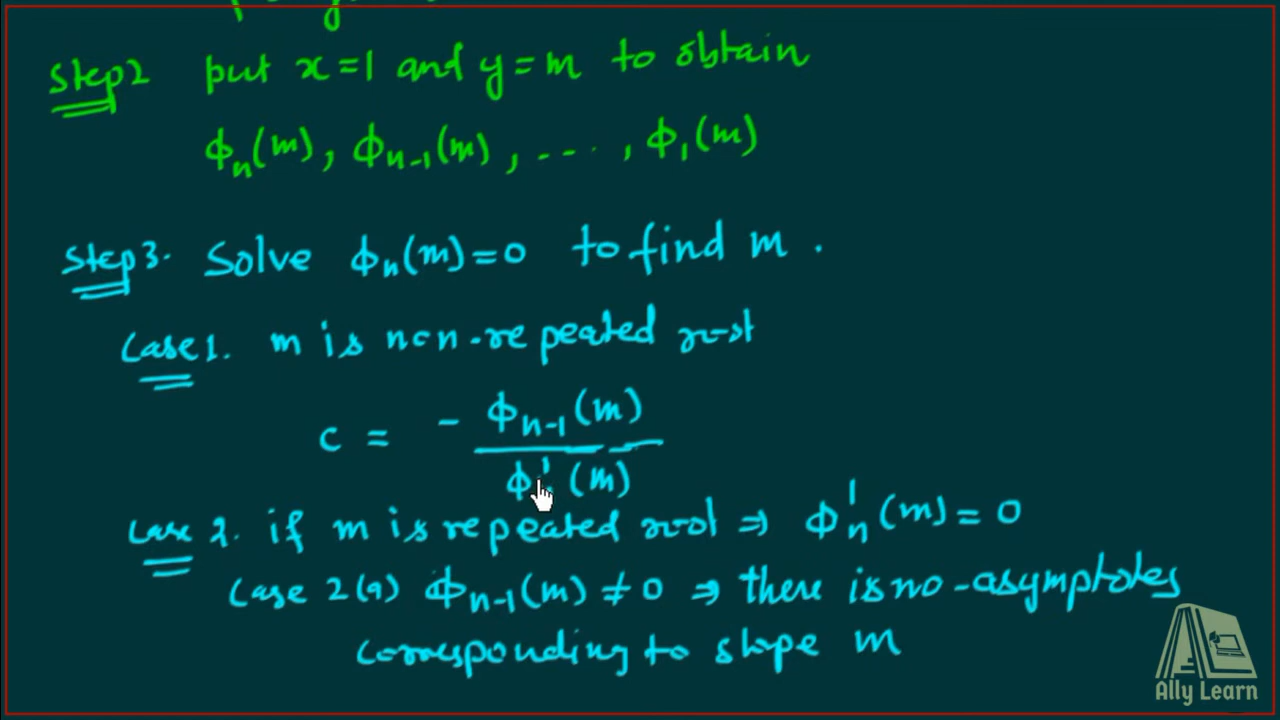 Step2 put x=1 and y=m to obtain
ϕₙ(m), ϕₙ₋₁(m), ..., ϕ₁(m)
Step3. Solve ϕₙ(m)=0 to find m.
Case1. m is non-repeated root
c = - ϕₙ₋₁(m)
ϕ'(m)
Case 2. if m is repeated root ⇒ ϕ'ₙ(m)=0
Case 2(a) ϕₙ₋₁(m) ≠ 0 ⇒ there is no-asymptotes
corresponding to slope m
Ally Learn